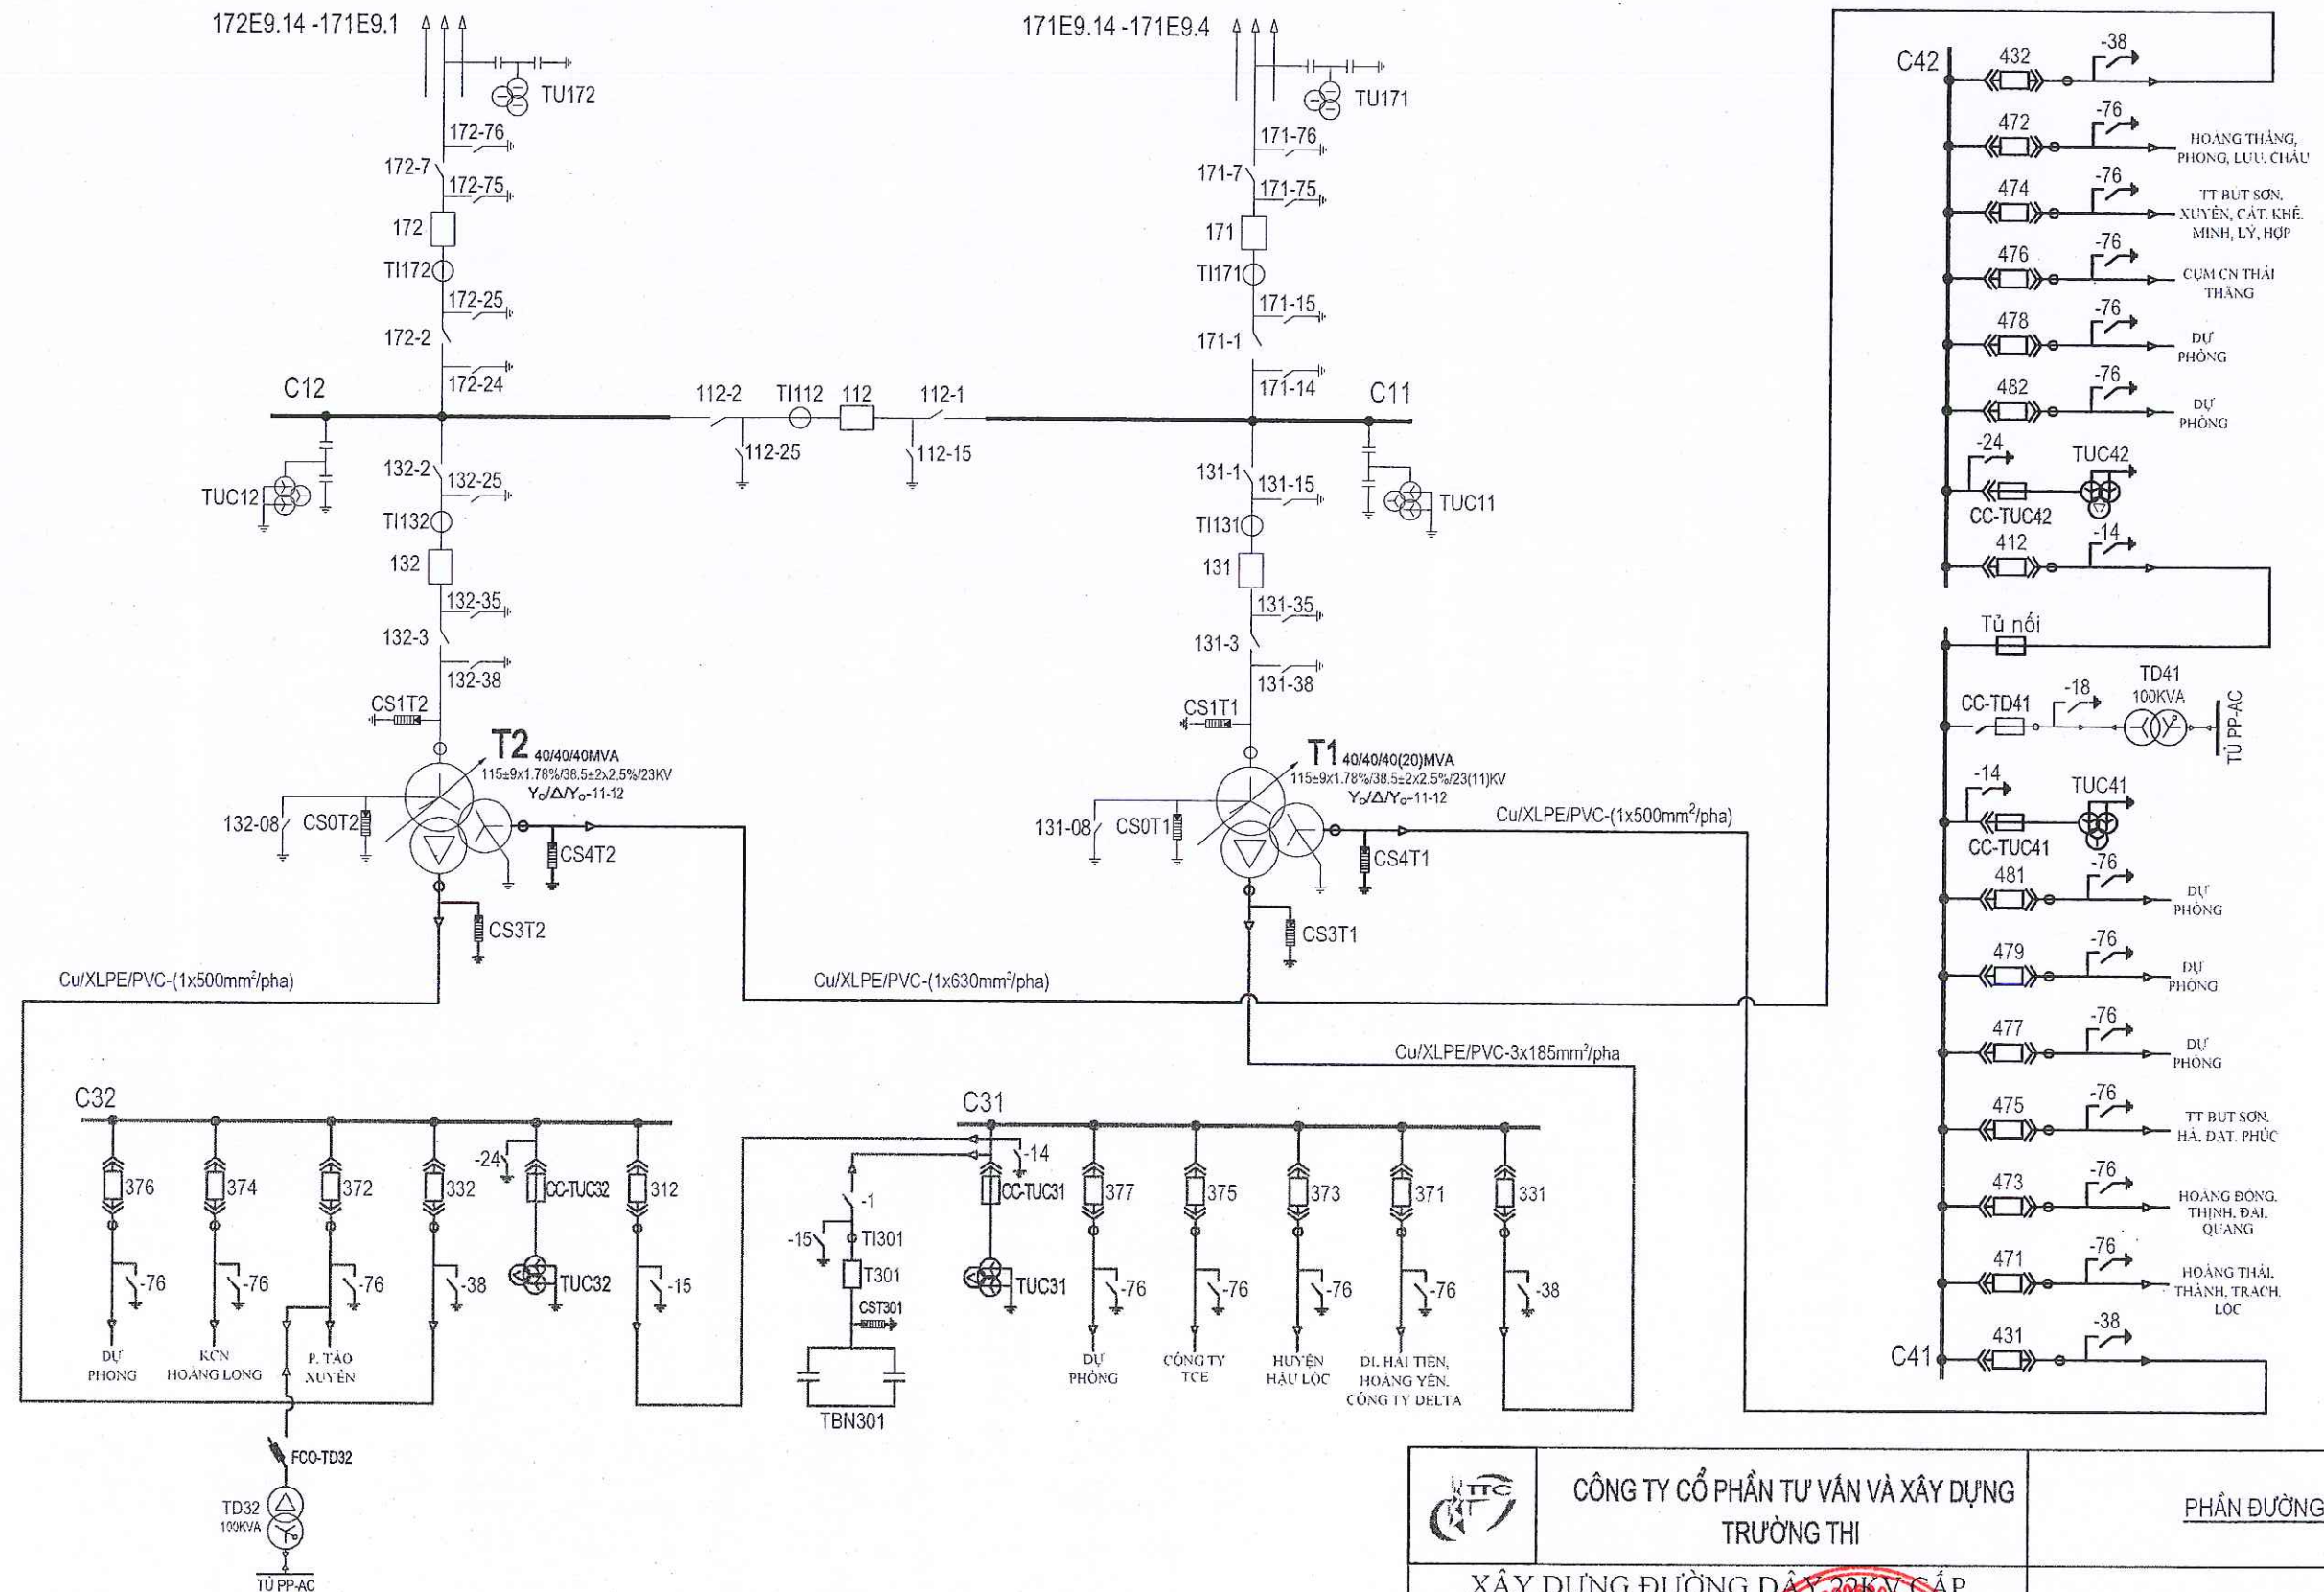 172E9.14 -171E9.1
TU172
172-76
172-7
172-75
172
TI172
172-25
172-2
172-24
C12
TUC12
132-2
132-25
TI132
132
132-35
132-3
132-38
CS1T2
T2 40/40/40MVA
115±9x1.78%/38.5±2x2.5%/23KV
Y₀/Δ/Y₀-11-12
132-08
CS0T2
CS4T2
CS3T2
112-2
TI112
112
112-1
112-25
112-15
171E9.14 -171E9.4
TU171
171-76
171-7
171-75
171
TI171
171-15
171-1
171-14
C11
TUC11
131-1
131-15
TI131
131
131-35
131-3
131-38
CS1T1
T1 40/40/40(20)MVA
115±9x1.78%/38.5±2x2.5%/23(11)KV
Y₀/Δ/Y₀-11-12
131-08
CS0T1
CS4T1
CS3T1
Cu/XLPE/PVC-(1x500mm²/pha)
Cu/XLPE/PVC-(1x500mm²/pha)
Cu/XLPE/PVC-(1x630mm²/pha)
Cu/XLPE/PVC-3x185mm²/pha
C32
376
-76
DỰ
PHÒNG
374
-76
KCN
HOÀNG LONG
372
-76
P. TÀO
XUYÊN
332
-38
-24
CC-TUC32
TUC32
312
-15
FCO-TD32
TD32
100KVA
TỦ PP-AC
-1
-15
TI301
T301
CST301
TBN301
C31
-14
CC-TUC31
TUC31
377
-76
DỰ
PHÒNG
375
-76
CÔNG TY
TCE
373
-76
HUYỆN
HẬU LỘC
371
-76
DL HẢI TIẾN,
HOẰNG YẾN,
CÔNG TY DELTA
331
-38
C42
432
-38
472
-76
HOẰNG THẮNG,
PHONG, LƯU, CHÂU
474
-76
TT BÚT SƠN,
XUYÊN, CÁT, KHÊ,
MINH, LÝ, HỢP
476
-76
CỤM CN THÁI
THẮNG
478
-76
DỰ
PHÒNG
482
-76
DỰ
PHÒNG
-24
TUC42
CC-TUC42
412
-14
Tủ nối
TD41
100KVA
CC-TD41
-18
TỦ PP-AC
-14
TUC41
CC-TUC41
481
-76
DỰ
PHÒNG
479
-76
DỰ
PHÒNG
477
-76
DỰ
PHÒNG
475
-76
TT BÚT SƠN,
HÀ, ĐẠT, PHÚC
473
-76
HOẰNG ĐỒNG,
THỊNH, ĐẠI,
QUANG
471
-76
HOẰNG THÁI,
THÀNH, TRẠCH,
LỘC
431
-38
C41
TTC
CÔNG TY CỔ PHẦN TƯ VẤN VÀ XÂY DỰNG
TRƯỜNG THI
PHẦN ĐƯỜNG
XÂY DỰNG ĐƯỜNG DÂY 22KV CẤP